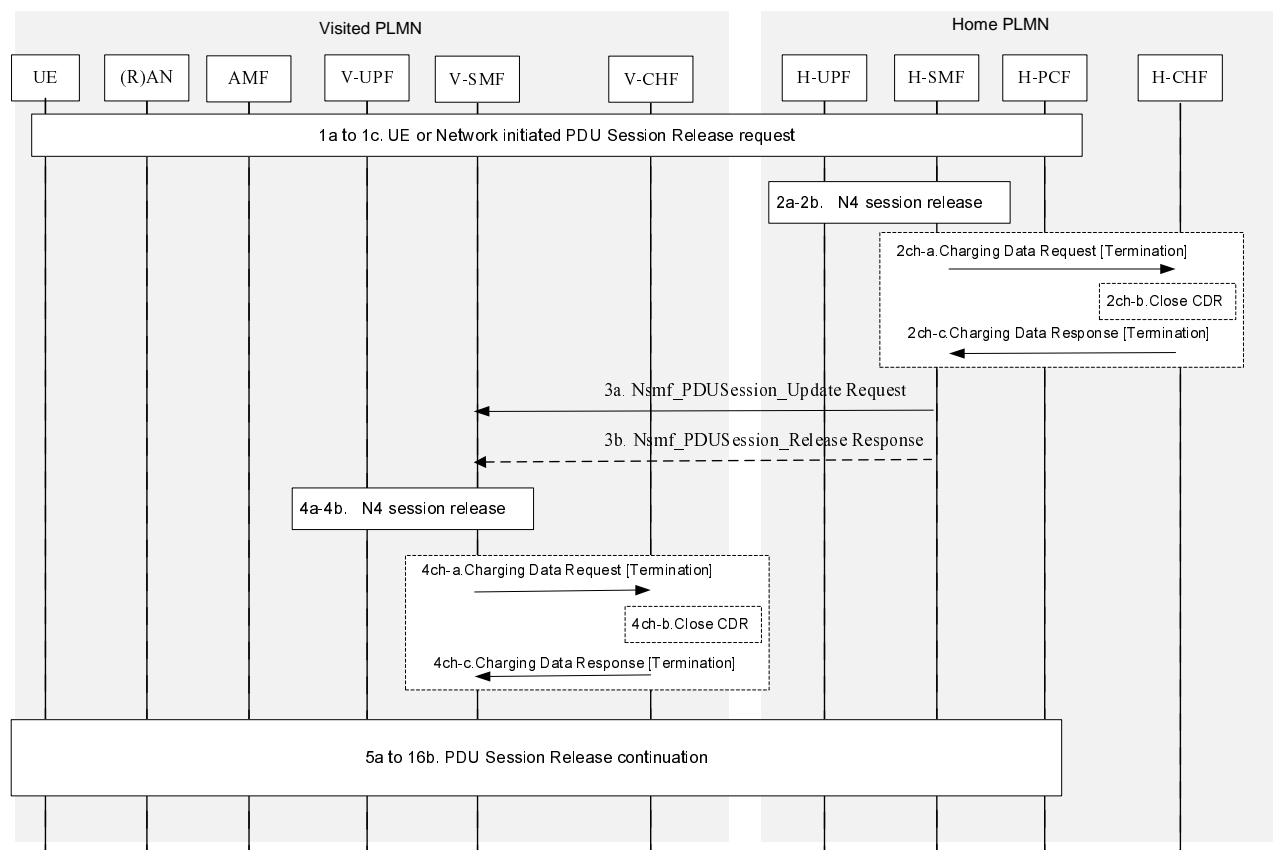 Visited PLMN
Home PLMN
UE
(R)AN
AMF
V-UPF
V-SMF
V-CHF
H-UPF
H-SMF
H-PCF
H-CHF
1a to 1c. UE or Network initiated PDU Session Release request
2a-2b. N4 session release
2ch-a.Charging Data Request [Termination]
2ch-b.Close CDR
2ch-c.Charging Data Response [Termination]
3a. Nsmf_PDUSession_Update Request
3b. Nsmf_PDUSession_Release Response
4a-4b. N4 session release
4ch-a.Charging Data Request [Termination]
4ch-b.Close CDR
4ch-c.Charging Data Response [Termination]
5a to 16b. PDU Session Release continuation